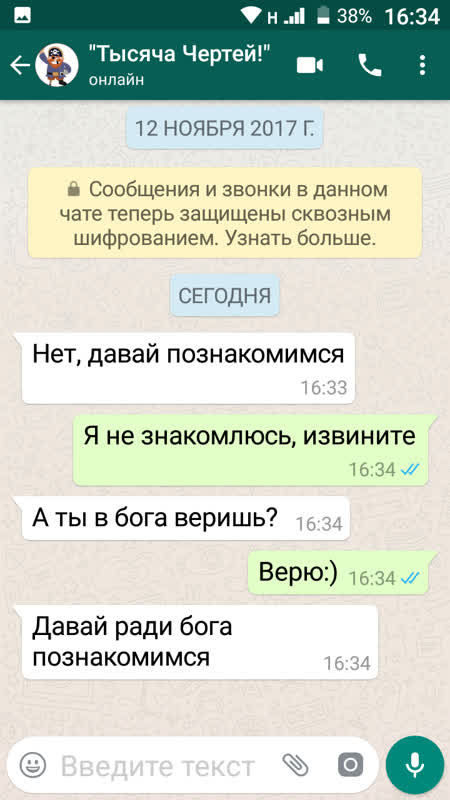 Н 38% 16:34
"Тысяча Чертей!"
онлайн
12 НОЯБРЯ 2017 Г.
Сообщения и звонки в данном
чате теперь защищены сквозным
шифрованием. Узнать больше.
СЕГОДНЯ
Нет, давай познакомимся
16:33
Я не знакомлюсь, извините
16:34
А ты в бога веришь? 16:34
Верю:) 16:34
Давай ради бога
познакомимся 16:34
Введите текст